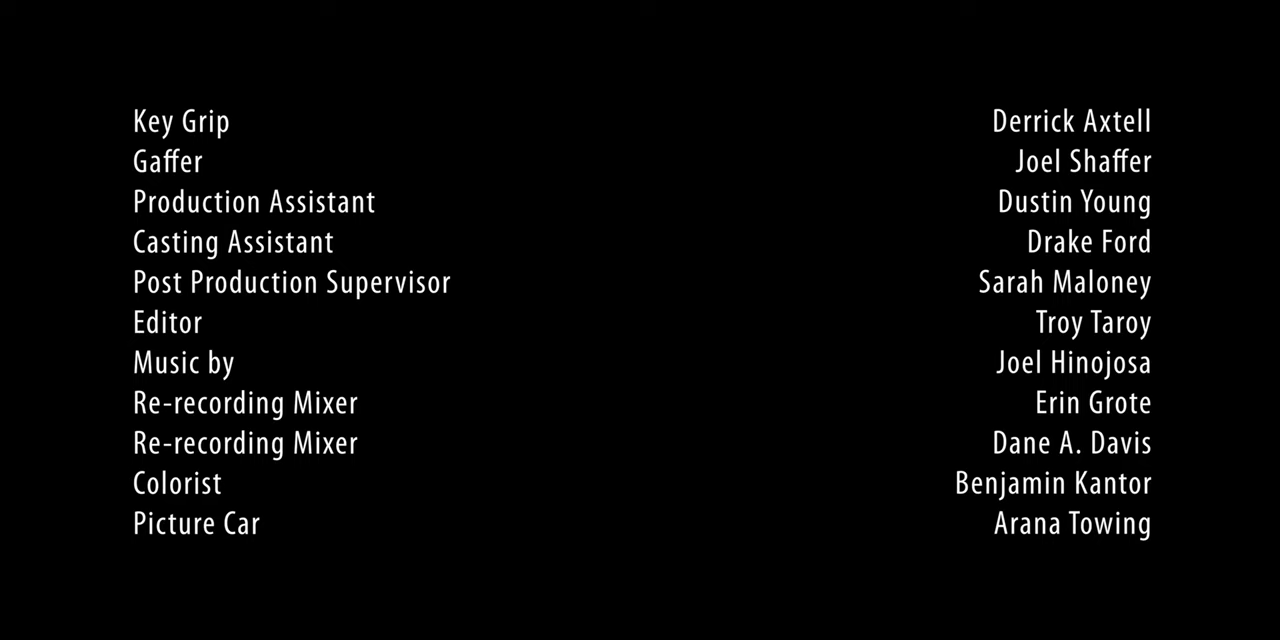 Key Grip Derrick Axtell
Gaffer Joel Shaffer
Production Assistant Dustin Young
Casting Assistant Drake Ford
Post Production Supervisor Sarah Maloney
Editor Troy Taroy
Music by Joel Hinojosa
Re-recording Mixer Erin Grote
Re-recording Mixer Dane A. Davis
Colorist Benjamin Kantor
Picture Car Arana Towing